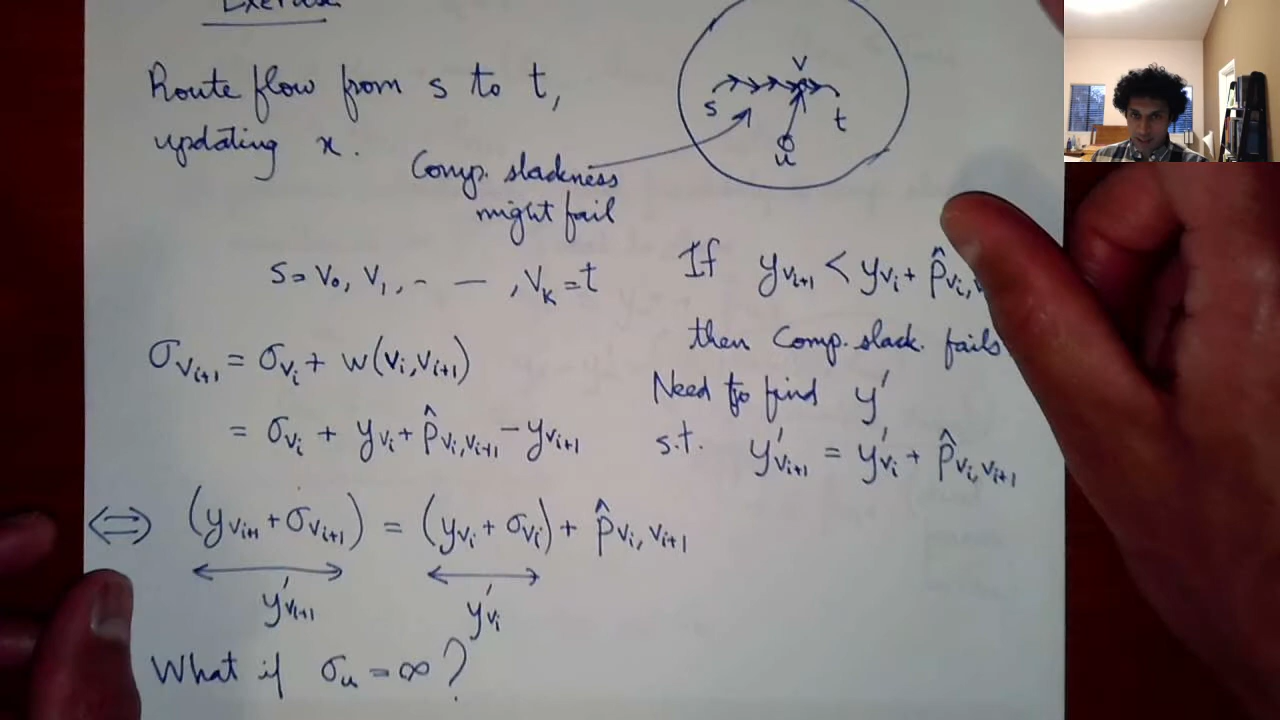 Exercise
Route flow from s to t,
updating x.
Comp. slackness
might fail
v
s
t
u
s = v₀, v₁, - — , v_k = t
σ_{v_{i+1}} = σ_{v_i} + w(v_i, v_{i+1})
= σ_{v_i} + y_{v_i} + p̂_{v_i, v_{i+1}} - y_{v_{i+1}}
⟺ (y_{v_{i+1}} + σ_{v_{i+1}}) = (y_{v_i} + σ_{v_i}) + p̂_{v_i, v_{i+1}}
y'_{v_{i+1}} y'_{v_i}
What if σ_u = ∞ ?
If y_{v_{i+1}} < y_{v_i} + p̂_{v_i,
then Comp. slack. fails
Need to find y'
s.t. y'_{v_{i+1}} = y'_{v_i} + p̂_{v_i, v_{i+1}}